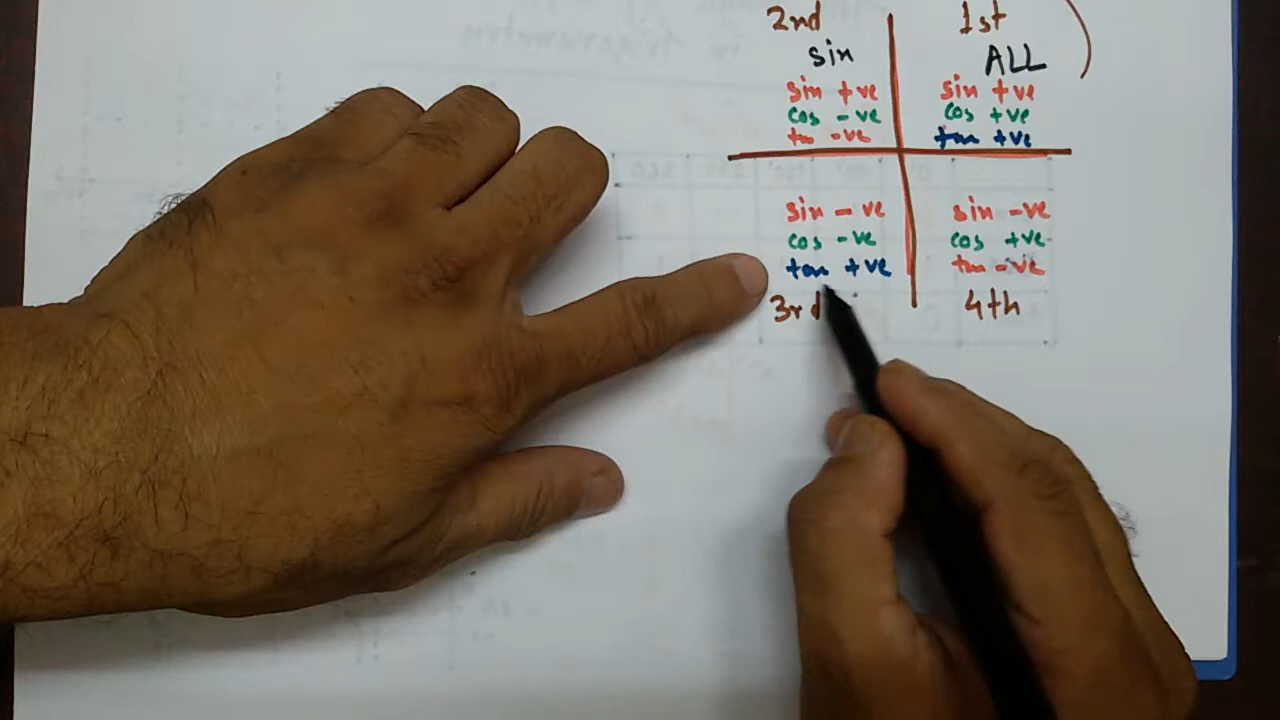 2nd
sin
sin +ve
cos -ve
tan -ve
1st
ALL
sin +ve
cos +ve
tan +ve
sin -ve
cos -ve
tan +ve
3rd
sin -ve
cos +ve
tan -ve
4th